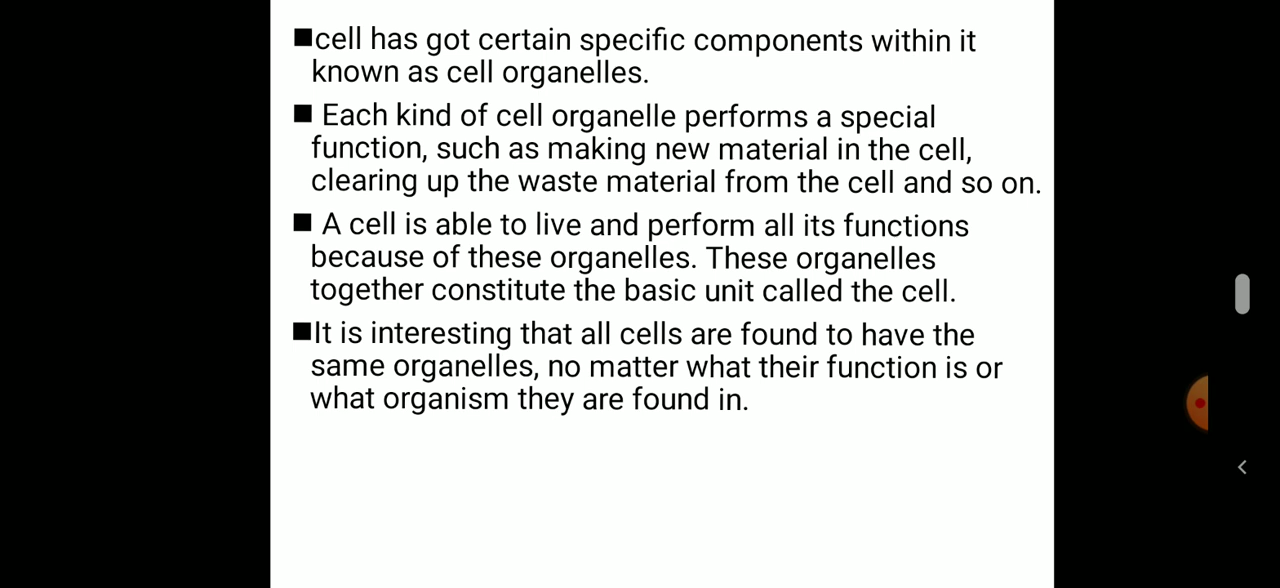 ■cell has got certain specific components within it
known as cell organelles.
■ Each kind of cell organelle performs a special
function, such as making new material in the cell,
clearing up the waste material from the cell and so on.
■ A cell is able to live and perform all its functions
because of these organelles. These organelles
together constitute the basic unit called the cell.
■It is interesting that all cells are found to have the
same organelles, no matter what their function is or
what organism they are found in.